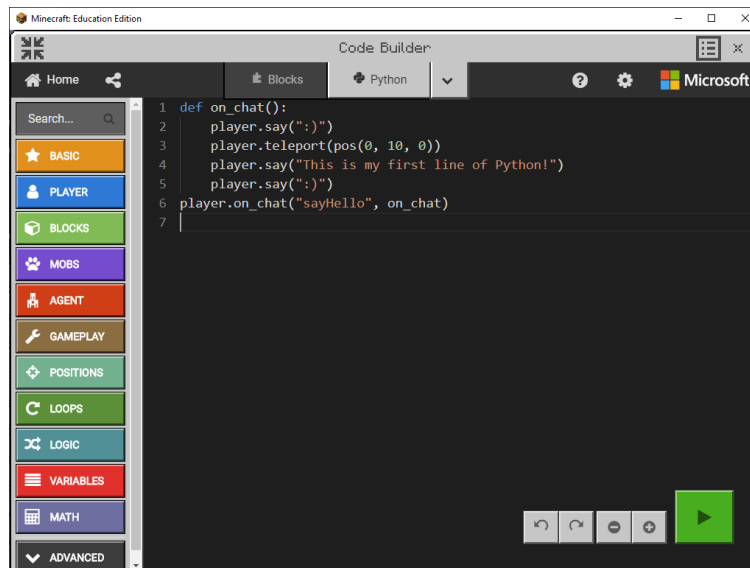 Minecraft: Education Edition
Code Builder
Home
Blocks
Python
Microsoft
Search...
BASIC
PLAYER
BLOCKS
MOBS
AGENT
GAMEPLAY
POSITIONS
LOOPS
LOGIC
VARIABLES
MATH
ADVANCED
1 def on_chat():
2     player.say(":)")
3     player.teleport(pos(0, 10, 0))
4     player.say("This is my first line of Python!")
5     player.say(":)")
6 player.on_chat("sayHello", on_chat)
7